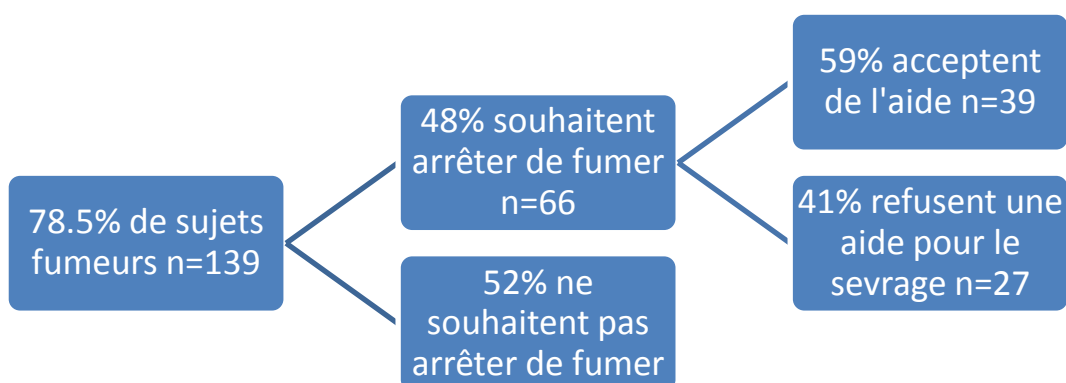 78.5% de sujets
fumeurs n=139
48% souhaitent
arrêter de fumer
n=66
52% ne
souhaitent pas
arrêter de fumer
59% acceptent
de l'aide n=39
41% refusent une
aide pour le
sevrage n=27